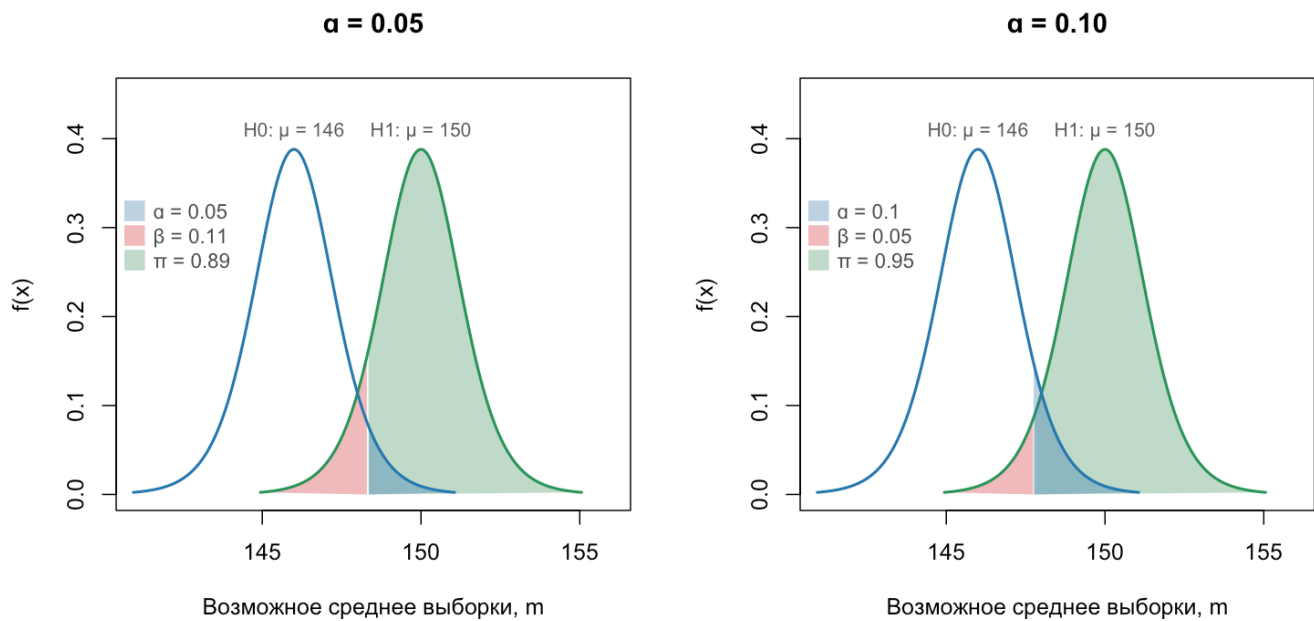 α = 0.05
H0: μ = 146
H1: μ = 150
α = 0.05
β = 0.11
π = 0.89
f(x)
0.4
0.3
0.2
0.1
0.0
145 150 155
Возможное среднее выборки, m
α = 0.10
H0: μ = 146
H1: μ = 150
α = 0.1
β = 0.05
π = 0.95
f(x)
0.4
0.3
0.2
0.1
0.0
145 150 155
Возможное среднее выборки, m